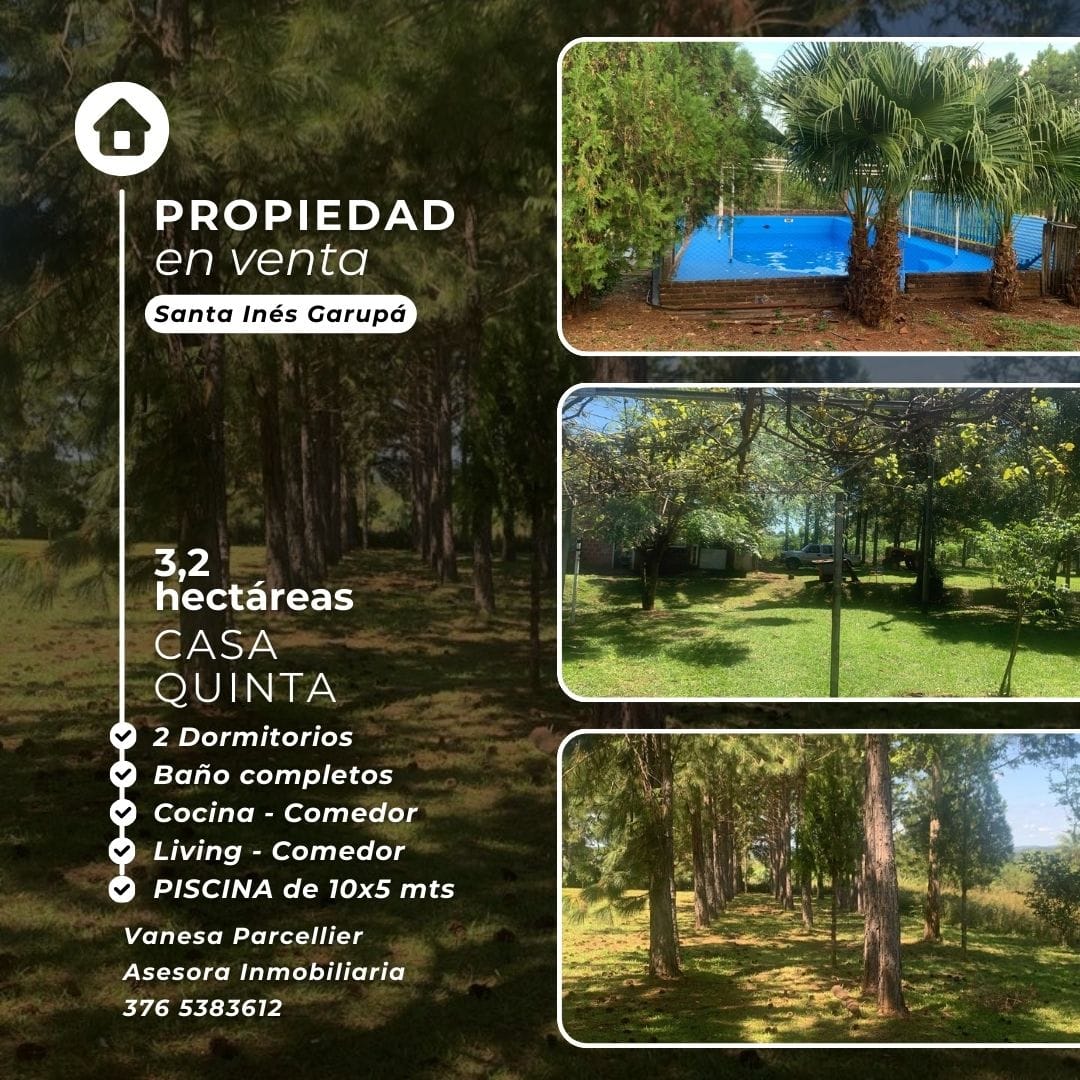 PROPIEDAD
en venta
Santa Inés Garupá
3,2
hectáreas
CASA
QUINTA
2 Dormitorios
Baño completos
Cocina - Comedor
Living - Comedor
PISCINA de 10x5 mts
Vanesa Parcellier
Asesora Inmobiliaria
376 5383612